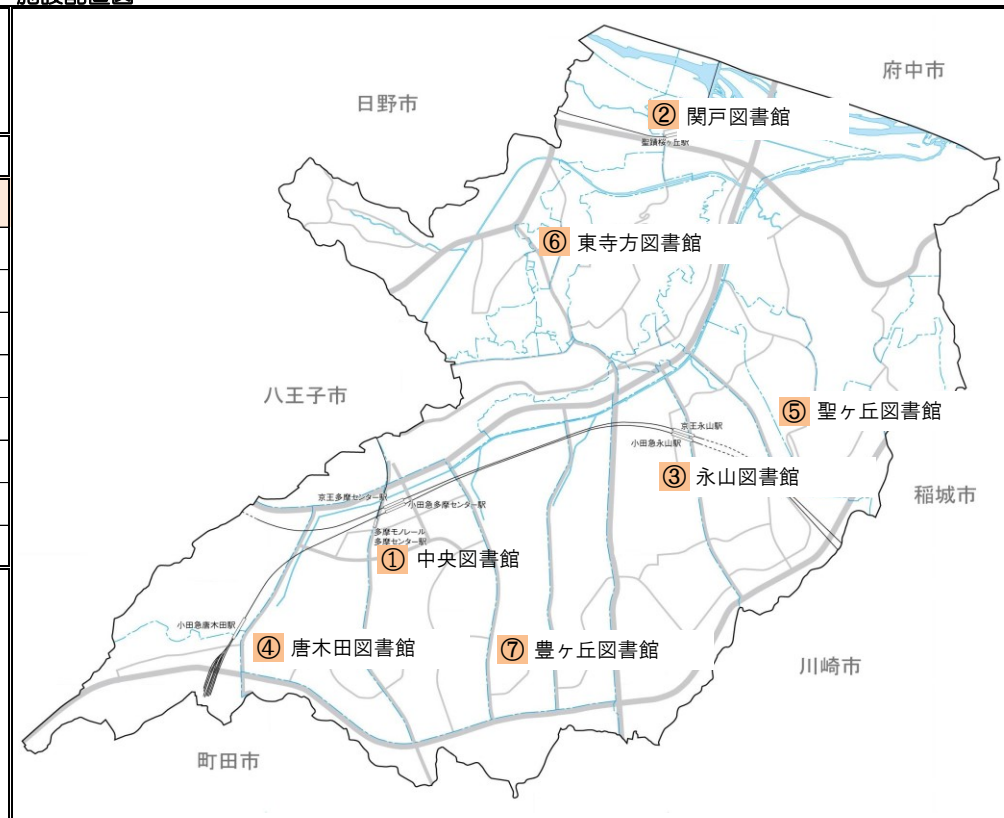 府中市
日野市
② 関戸図書館
聖蹟桜ヶ丘駅
⑥ 東寺方図書館
八王子市
⑤ 聖ヶ丘図書館
京王永山駅
小田急永山駅
③ 永山図書館
稲城市
京王多摩センター駅
小田急多摩センター駅
多摩モノレール
多摩センター駅
① 中央図書館
小田急唐木田駅
④ 唐木田図書館
⑦ 豊ヶ丘図書館
川崎市
町田市